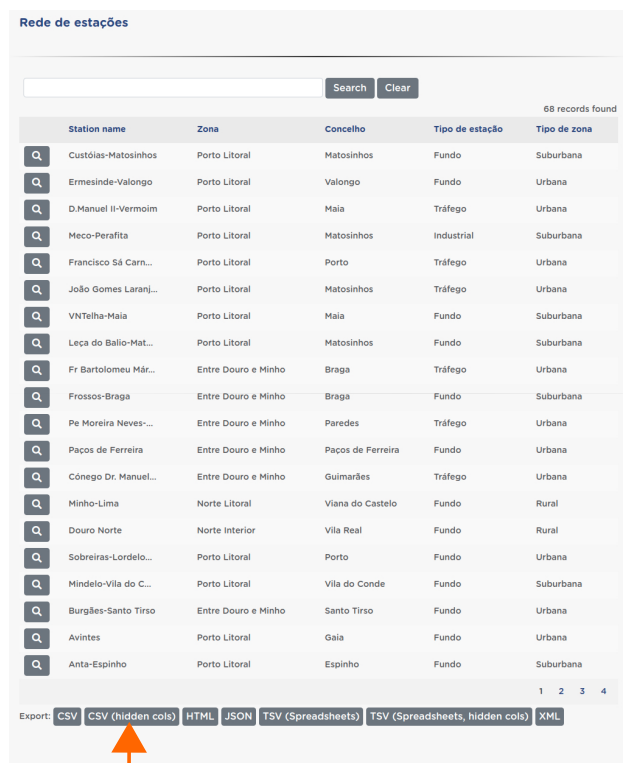 Rede de estações
Search Clear
68 records found
Station name Zona Concelho Tipo de estação Tipo de zona
Custóias-Matosinhos Porto Litoral Matosinhos Fundo Suburbana
Ermesinde-Valongo Porto Litoral Valongo Fundo Urbana
D.Manuel II-Vermoim Porto Litoral Maia Tráfego Urbana
Meco-Perafita Porto Litoral Matosinhos Industrial Suburbana
Francisco Sá Carn... Porto Litoral Porto Tráfego Urbana
João Gomes Laranj... Porto Litoral Matosinhos Tráfego Urbana
VNTelha-Maia Porto Litoral Maia Fundo Suburbana
Leça do Balio-Mat... Porto Litoral Matosinhos Fundo Suburbana
Fr Bartolomeu Már... Entre Douro e Minho Braga Tráfego Urbana
Frossos-Braga Entre Douro e Minho Braga Fundo Suburbana
Pe Moreira Neves-... Entre Douro e Minho Paredes Tráfego Urbana
Paços de Ferreira Entre Douro e Minho Paços de Ferreira Fundo Urbana
Cónego Dr. Manuel... Entre Douro e Minho Guimarães Tráfego Urbana
Minho-Lima Norte Litoral Viana do Castelo Fundo Rural
Douro Norte Norte Interior Vila Real Fundo Rural
Sobreiras-Lordelo... Porto Litoral Porto Fundo Urbana
Mindelo-Vila do C... Porto Litoral Vila do Conde Fundo Suburbana
Burgães-Santo Tirso Entre Douro e Minho Santo Tirso Fundo Urbana
Avintes Porto Litoral Gaia Fundo Urbana
Anta-Espinho Porto Litoral Espinho Fundo Suburbana
1 2 3 4
Export: CSV CSV (hidden cols) HTML JSON TSV (Spreadsheets) TSV (Spreadsheets, hidden cols) XML